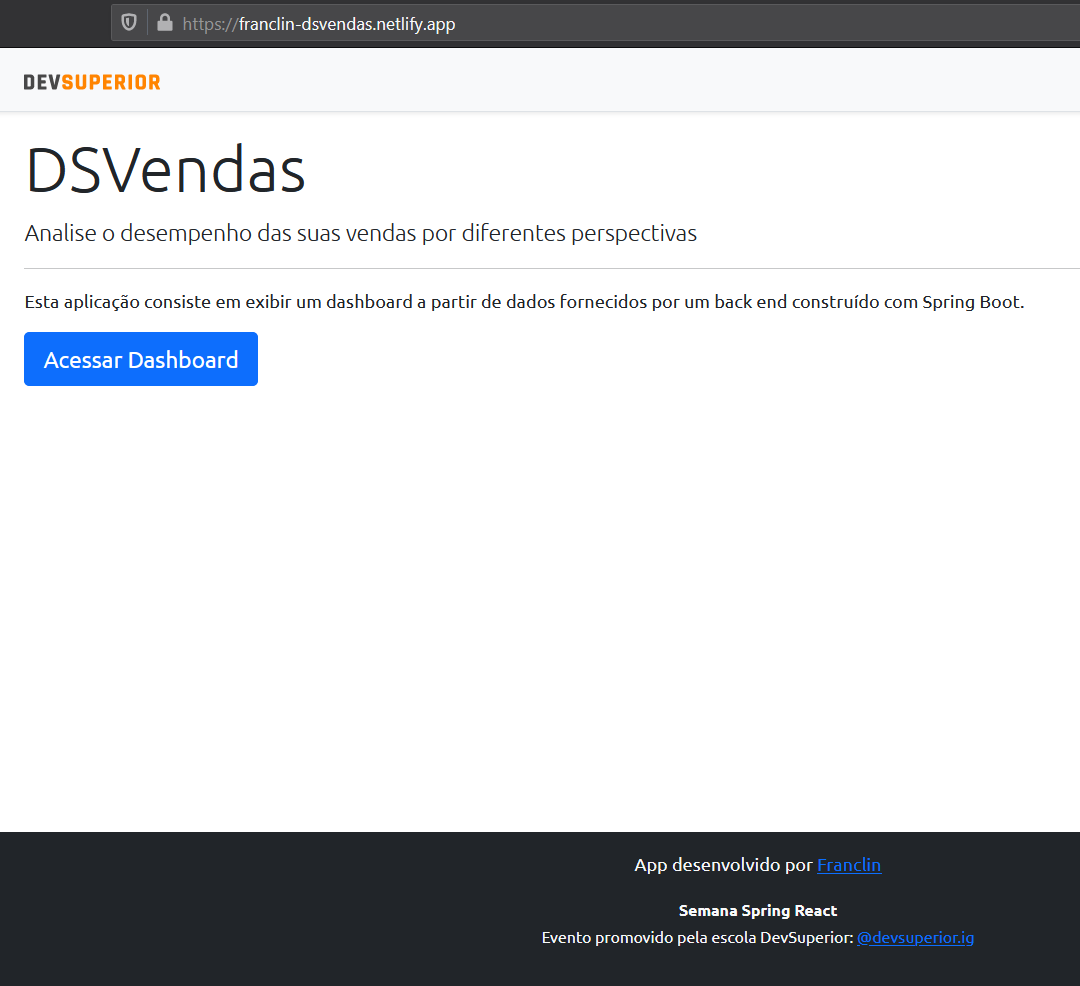 https://franclin-dsvendas.netlify.app
DEVSUPERIOR
DSVendas
Analise o desempenho das suas vendas por diferentes perspectivas
Esta aplicação consiste em exibir um dashboard a partir de dados fornecidos por um back end construído com Spring Boot.
Acessar Dashboard
App desenvolvido por Franclin
Semana Spring React
Evento promovido pela escola DevSuperior: @devsuperior.ig